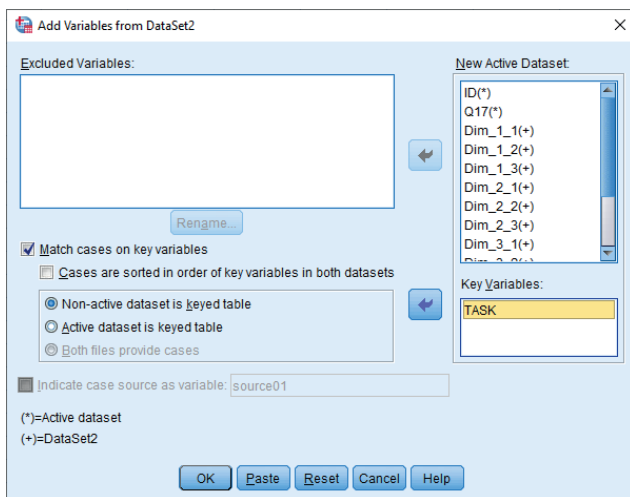 Add Variables from DataSet2
Excluded Variables:
Rename...
Match cases on key variables
Cases are sorted in order of key variables in both datasets
Non-active dataset is keyed table
Active dataset is keyed table
Both files provide cases
Indicate case source as variable: source01
(*)=Active dataset
(+)=DataSet2
New Active Dataset:
ID(*)
Q17(*)
Dim_1_1(+)
Dim_1_2(+)
Dim_1_3(+)
Dim_2_1(+)
Dim_2_2(+)
Dim_2_3(+)
Dim_3_1(+)
Key Variables:
TASK
OK Paste Reset Cancel Help